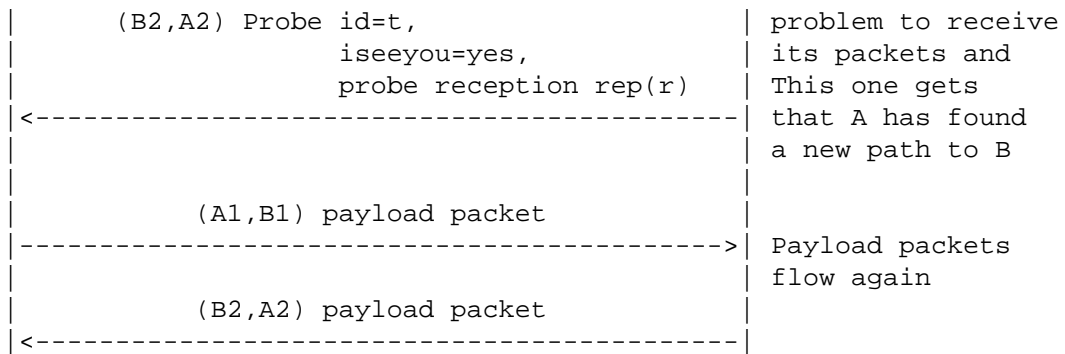 |      (B2,A2) Probe id=t,                    | problem to receive
|                    iseeyou=yes,             | its packets and
|                    probe reception rep(r)   | This one gets
|<--------------------------------------------| that A has found
|                                             | a new path to B
|                                             |
|           (A1,B1) payload packet            |
|-------------------------------------------->| Payload packets
|                                             | flow again
|           (B2,A2) payload packet            |
|<--------------------------------------------|